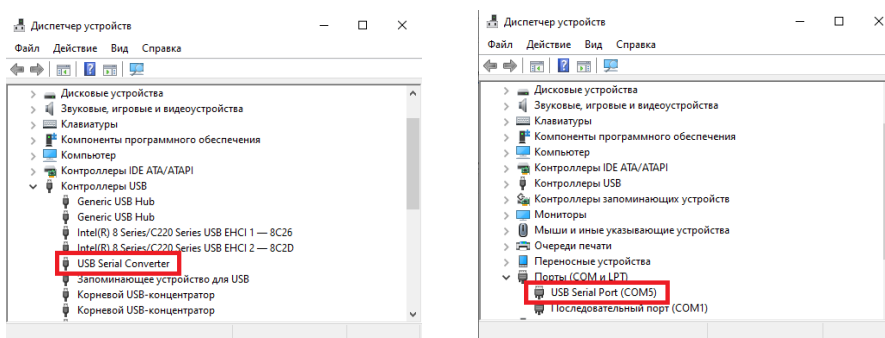 Диспетчер устройств
Файл Действие Вид Справка
Дисковые устройства
Звуковые, игровые и видеоустройства
Клавиатуры
Компоненты программного обеспечения
Компьютер
Контроллеры IDE ATA/ATAPI
Контроллеры USB
Generic USB Hub
Generic USB Hub
Intel(R) 8 Series/C220 Series USB EHCI 1 — 8C26
Intel(R) 8 Series/C220 Series USB EHCI 2 — 8C2D
USB Serial Converter
Запоминающее устройство для USB
Корневой USB-концентратор
Корневой USB-концентратор
Диспетчер устройств
Файл Действие Вид Справка
Дисковые устройства
Звуковые, игровые и видеоустройства
Клавиатуры
Компоненты программного обеспечения
Компьютер
Контроллеры IDE ATA/ATAPI
Контроллеры USB
Контроллеры запоминающих устройств
Мониторы
Мыши и иные указывающие устройства
Очереди печати
Переносные устройства
Порты (COM и LPT)
USB Serial Port (COM5)
Последовательный порт (COM1)